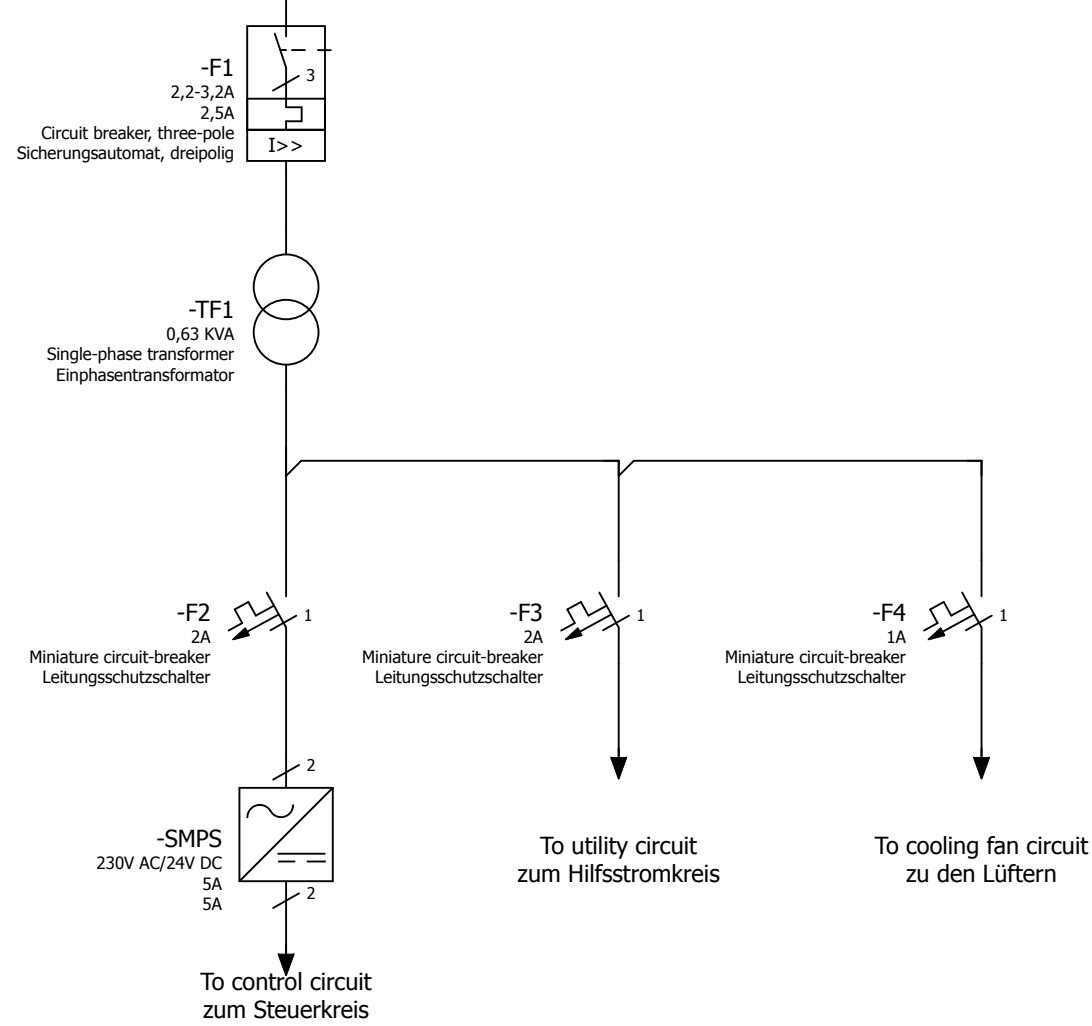 -F1
2,2-3,2A
2,5A
Circuit breaker, three-pole
Sicherungsautomat, dreipolig
3
I>>
-TF1
0,63 KVA
Single-phase transformer
Einphasentransformator
-F2
2A
Miniature circuit-breaker
Leitungsschutzschalter
1
-F3
2A
Miniature circuit-breaker
Leitungsschutzschalter
1
-F4
1A
Miniature circuit-breaker
Leitungsschutzschalter
1
2
-SMPS
230V AC/24V DC
5A
5A
2
To control circuit
zum Steuerkreis
To utility circuit
zum Hilfsstromkreis
To cooling fan circuit
zu den Lüftern